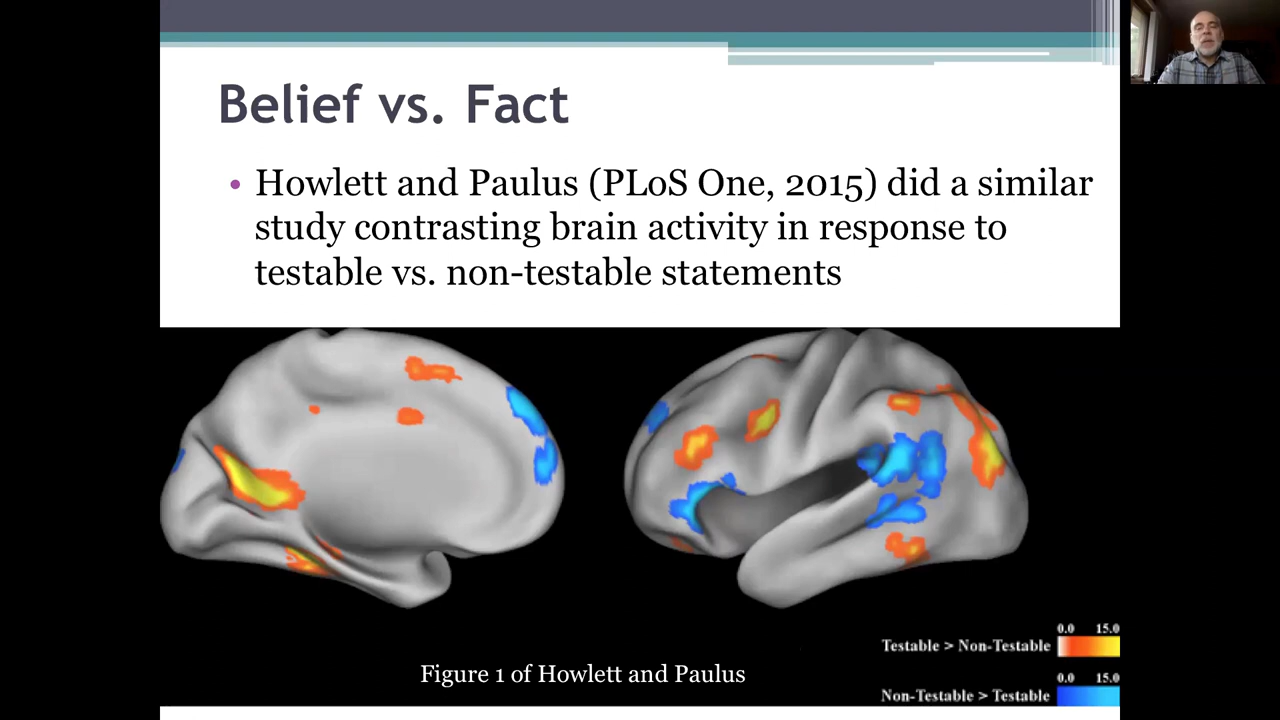 Belief vs. Fact
• Howlett and Paulus (PLoS One, 2015) did a similar
study contrasting brain activity in response to
testable vs. non-testable statements
0.0 15.0
Testable > Non-Testable
Figure 1 of Howlett and Paulus
0.0 15.0
Non-Testable > Testable